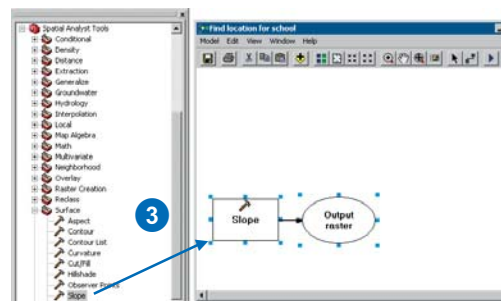 Spatial Analyst Tools
Conditional
Density
Distance
Extraction
Generalize
Groundwater
Hydrology
Interpolation
Local
Map Algebra
Math
Multivariate
Neighborhood
Overlay
Raster Creation
Reclass
Surface
Aspect
Contour
Contour List
Curvature
Cut/Fill
Hillshade
Observer Points
Slope
3
Find location for school
Model Edit View Window Help
Slope
Output
raster